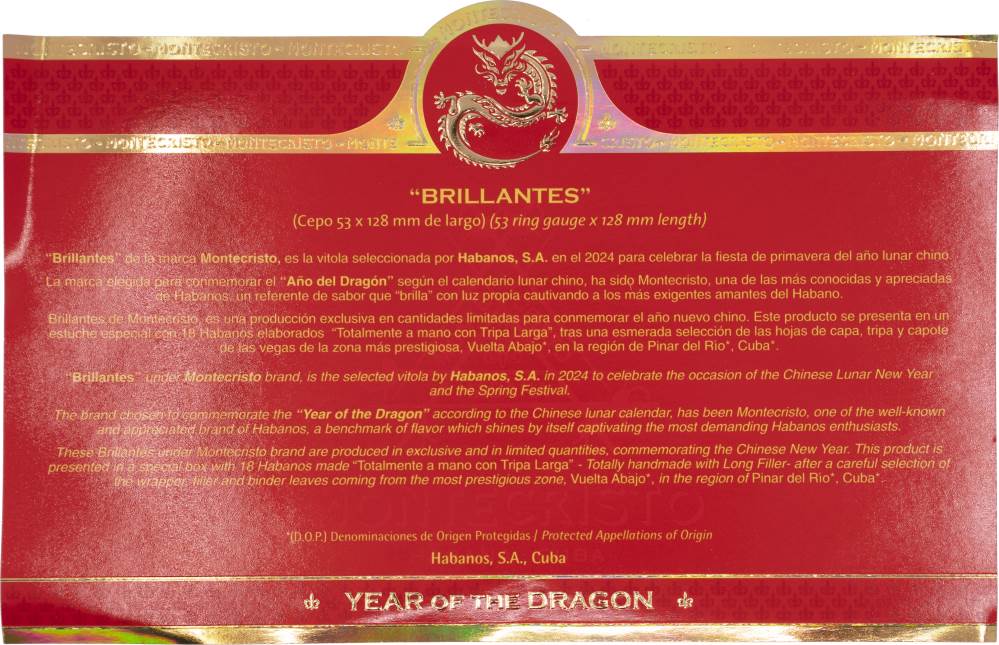 MONTECRISTO
CRISTO - MONTECRISTO - MONTECRISTO
MONTECRIS
CRISTO - MONTECRISTO - MONTECRISTO - MONTE
CRISTO - MONTECRISTO - MONTECRISTO - MON
“BRILLANTES”
(Cepo 53 x 128 mm de largo) (53 ring gauge x 128 mm length)
“Brillantes” de la marca Montecristo, es la vitola seleccionada por Habanos, S.A. en el 2024 para celebrar la fiesta de primavera del año lunar chino.
La marca elegida para conmemorar el “Año del Dragón” según el calendario lunar chino, ha sido Montecristo, una de las más conocidas y apreciadas
de Habanos, un referente de sabor que “brilla” con luz propia cautivando a los más exigentes amantes del Habano.
Brillantes de Montecristo, es una producción exclusiva en cantidades limitadas para conmemorar el año nuevo chino. Este producto se presenta en un
estuche especial con 18 Habanos elaborados “Totalmente a mano con Tripa Larga”, tras una esmerada selección de las hojas de capa, tripa y capote
de las vegas de la zona más prestigiosa, Vuelta Abajo*, en la región de Pinar del Rio*, Cuba*.
“Brillantes” under Montecristo brand, is the selected vitola by Habanos, S.A. in 2024 to celebrate the occasion of the Chinese Lunar New Year
and the Spring Festival.
The brand chosen to commemorate the “Year of the Dragon” according to the Chinese lunar calendar, has been Montecristo, one of the well-known
and appreciated brand of Habanos, a benchmark of flavor which shines by itself captivating the most demanding Habanos enthusiasts.
These Brillantes under Montecristo brand are produced in exclusive and in limited quantities, commemorating the Chinese New Year. This product is
presented in a special box with 18 Habanos made “Totalmente a mano con Tripa Larga” - Totally handmade with Long Filler- after a careful selection of
the wrapper, filler and binder leaves coming from the most prestigious zone, Vuelta Abajo*, in the region of Pinar del Rio*, Cuba*.
MONTECRISTO
*(D.O.P.) Denominaciones de Origen Protegidas / Protected Appellations of Origin
Habanos, S.A., Cuba
YEAR OF THE DRAGON